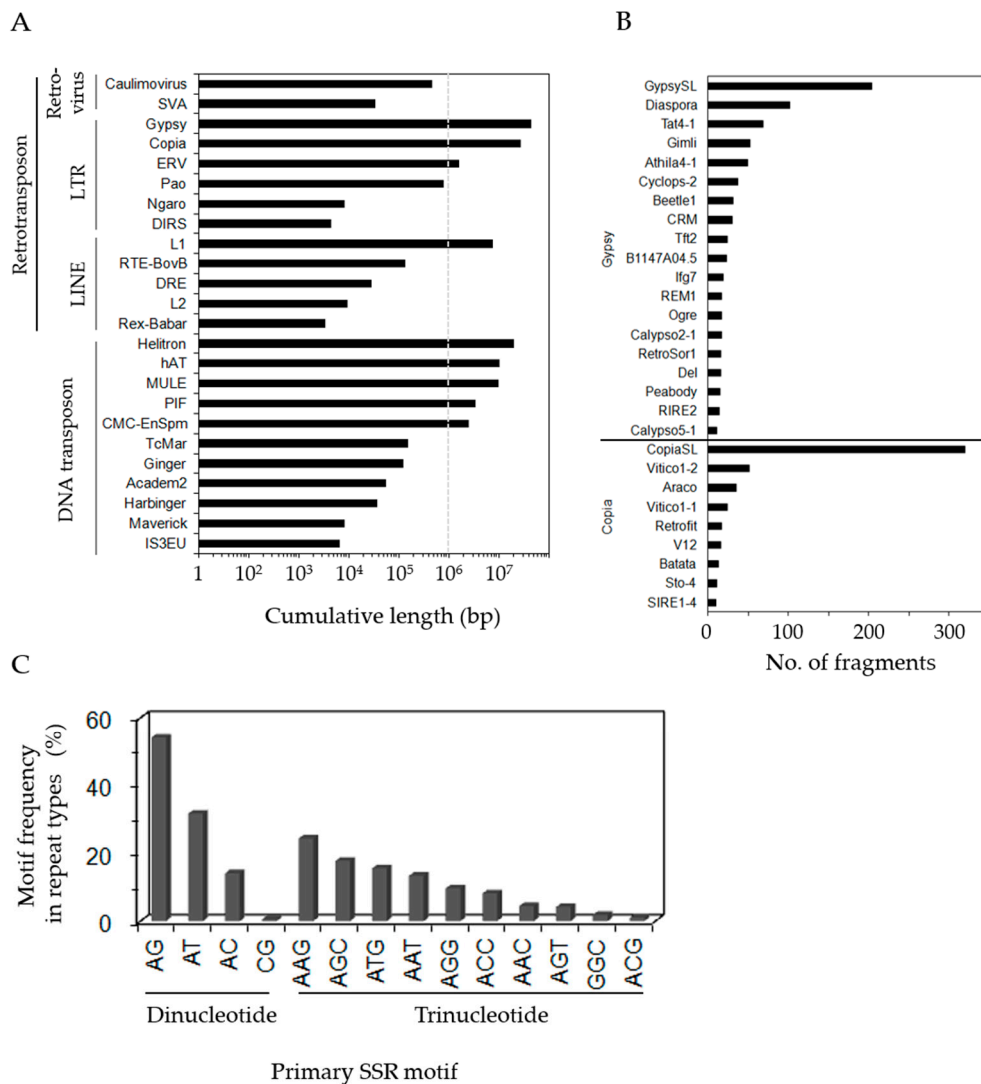 A
Retrotransposon
Retro-
virus
LTR
LINE
DNA transposon
Caulimovirus
SVA
Gypsy
Copia
ERV
Pao
Ngaro
DIRS
L1
RTE-BovB
DRE
L2
Rex-Babar
Helitron
hAT
MULE
PIF
CMC-EnSpm
TcMar
Ginger
Academ2
Harbinger
Maverick
IS3EU
1 10² 10³ 10⁴ 10⁵ 10⁶ 10⁷
Cumulative length (bp)
B
Gypsy
GypsySL
Diaspora
Tat4-1
Gimli
Athila4-1
Cyclops-2
Beetle1
CRM
Tft2
B1147A04.5
Ifg7
REM1
Ogre
Calypso2-1
RetroSor1
Del
Peabody
RIRE2
Calypso5-1
Copia
CopiaSL
Vitico1-2
Araco
Vitico1-1
Retrofit
V12
Batata
Sto-4
SIRE1-4
0 100 200 300
No. of fragments
C
Motif frequency
in repeat types (%)
60
40
20
0
AG AT AC CG AAG AGC ATG AAT AGG ACC AAC AGT GGC ACG
Dinucleotide Trinucleotide
Primary SSR motif